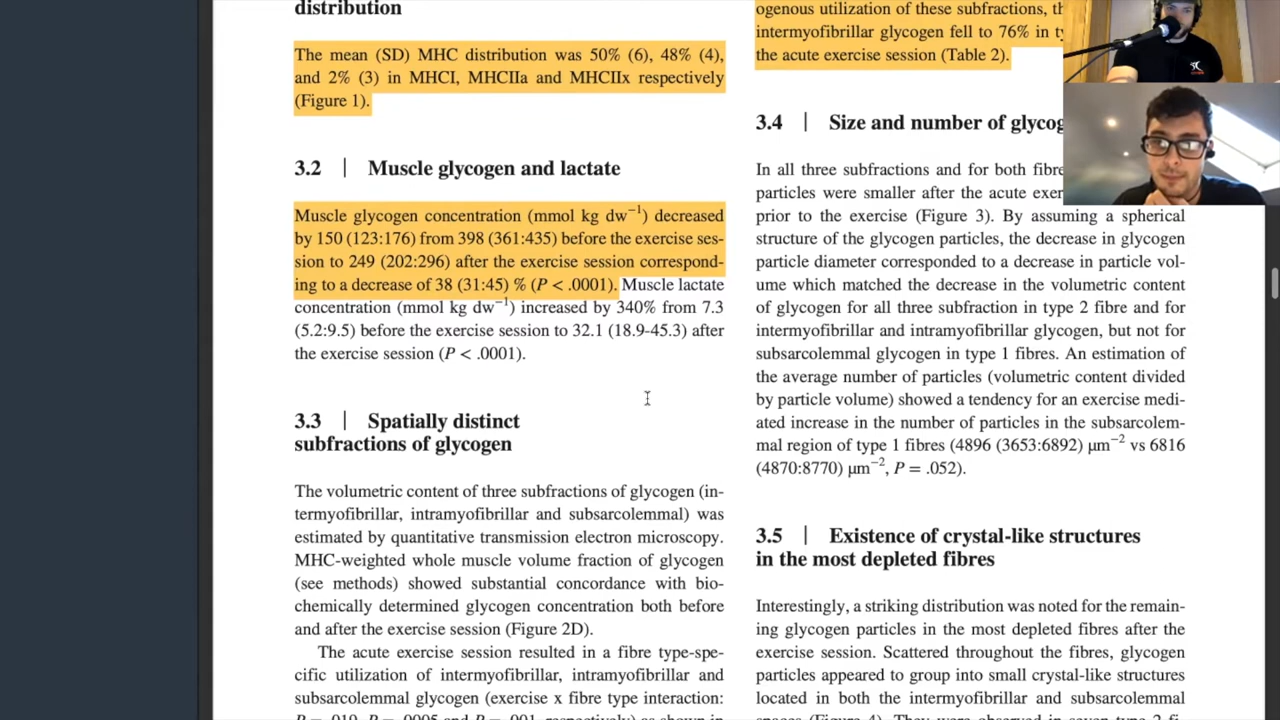 distribution
The mean (SD) MHC distribution was 50% (6), 48% (4),
and 2% (3) in MHCI, MHCIIa and MHCIIx respectively
(Figure 1).
3.2 | Muscle glycogen and lactate
Muscle glycogen concentration (mmol kg dw⁻¹) decreased
by 150 (123:176) from 398 (361:435) before the exercise ses-
sion to 249 (202:296) after the exercise session correspond-
ing to a decrease of 38 (31:45) % (P < .0001). Muscle lactate
concentration (mmol kg dw⁻¹) increased by 340% from 7.3
(5.2:9.5) before the exercise session to 32.1 (18.9-45.3) after
the exercise session (P < .0001).
3.3 | Spatially distinct
subfractions of glycogen
The volumetric content of three subfractions of glycogen (in-
termyofibrillar, intramyofibrillar and subsarcolemmal) was
estimated by quantitative transmission electron microscopy.
MHC-weighted whole muscle volume fraction of glycogen
(see methods) showed substantial concordance with bio-
chemically determined glycogen concentration both before
and after the exercise session (Figure 2D).
The acute exercise session resulted in a fibre type-spe-
cific utilization of intermyofibrillar, intramyofibrillar and
subsarcolemmal glycogen (exercise x fibre type interaction:
ogenous utilization of these subfractions,
intermyofibrillar glycogen fell to 76% in
the acute exercise session (Table 2).
3.4 | Size and number of
In all three subfractions and for both fibre
particles were smaller after the acute
prior to the exercise (Figure 3). By assuming a spherical
structure of the glycogen particles, the decrease in glycogen
particle diameter corresponded to a decrease in particle vol-
ume which matched the decrease in the volumetric content
of glycogen for all three subfraction in type 2 fibre and for
intermyofibrillar and intramyofibrillar glycogen, but not for
subsarcolemmal glycogen in type 1 fibres. An estimation of
the average number of particles (volumetric content divided
by particle volume) showed a tendency for an exercise medi-
ated increase in the number of particles in the subsarcolem-
mal region of type 1 fibres (4896 (3653:6892) μm⁻² vs 6816
(4870:8770) μm⁻², P = .052).
3.5 | Existence of crystal-like structures
in the most depleted fibres
Interestingly, a striking distribution was noted for the remain-
ing glycogen particles in the most depleted fibres after the
exercise session. Scattered throughout the fibres, glycogen
particles appeared to group into small crystal-like structures
located in both the intermyofibrillar and subsarcolemmal